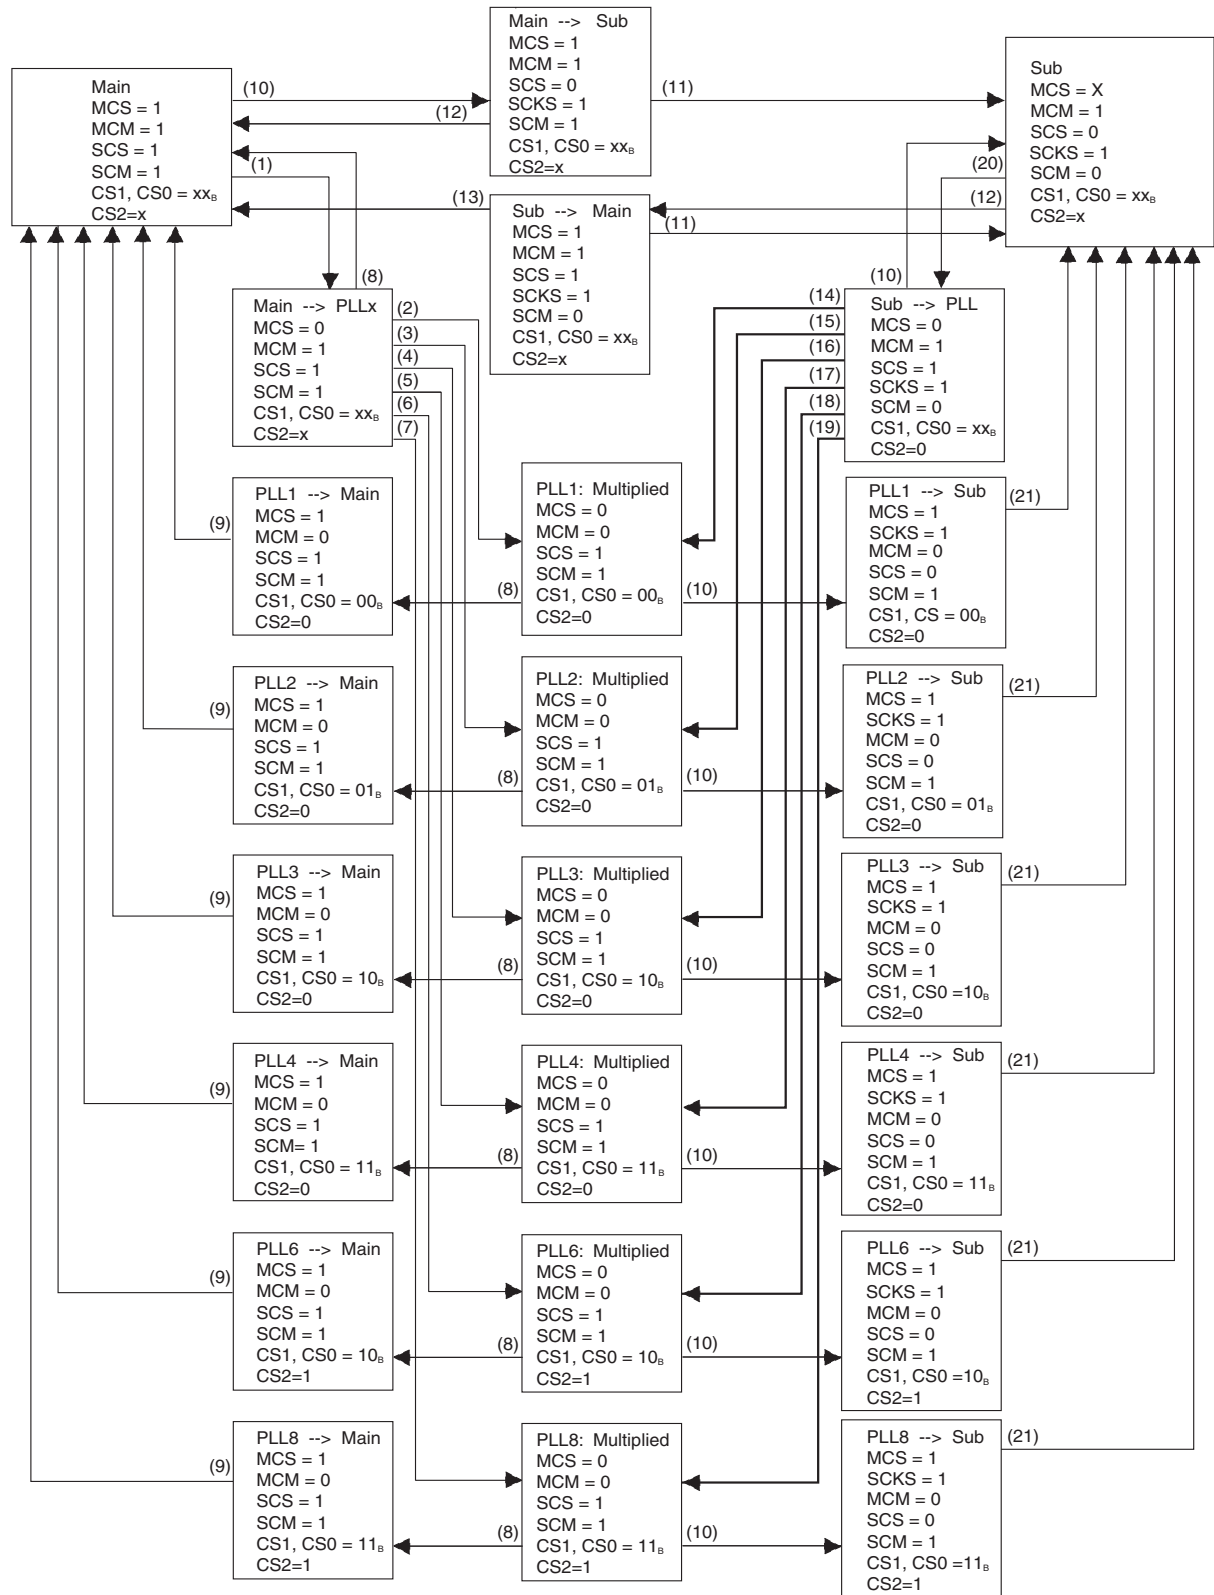 Main --> Sub
MCS = 1
MCM = 1
SCS = 0
SCKS = 1
SCM = 1
CS1, CS0 = xxB
CS2=x
Main
MCS = 1
MCM = 1
SCS = 1
SCM = 1
CS1, CS0 = xxB
CS2=x
Sub
MCS = X
MCM = 1
SCS = 0
SCKS = 1
SCM = 0
CS1, CS0 = xxB
CS2=x
(10)
(12)
(11)
(1)
(20)
(13)
(12)
(11)
Sub --> Main
MCS = 1
MCM = 1
SCS = 1
SCKS = 1
SCM = 0
CS1, CS0 = xxB
CS2=x
(8)
(10)
Main --> PLLx
MCS = 0
MCM = 1
SCS = 1
SCM = 1
CS1, CS0 = xxB
CS2=x
(2)
(3)
(4)
(5)
(6)
(7)
(14)
(15)
(16)
(17)
(18)
(19)
Sub --> PLL
MCS = 0
MCM = 1
SCS = 1
SCKS = 1
SCM = 0
CS1, CS0 = xxB
CS2=0
(9)
PLL1 --> Main
MCS = 1
MCM = 0
SCS = 1
SCM = 1
CS1, CS0 = 00B
CS2=0
(8)
PLL1: Multiplied
MCS = 0
MCM = 0
SCS = 1
SCM = 1
CS1, CS0 = 00B
CS2=0
(10)
PLL1 --> Sub
MCS = 1
SCKS = 1
MCM = 0
SCS = 0
SCM = 1
CS1, CS = 00B
CS2=0
(21)
(9)
PLL2 --> Main
MCS = 1
MCM = 0
SCS = 1
SCM = 1
CS1, CS0 = 01B
CS2=0
(8)
PLL2: Multiplied
MCS = 0
MCM = 0
SCS = 1
SCM = 1
CS1, CS0 = 01B
CS2=0
(10)
PLL2 --> Sub
MCS = 1
SCKS = 1
MCM = 0
SCS = 0
SCM = 1
CS1, CS0 = 01B
CS2=0
(21)
(9)
PLL3 --> Main
MCS = 1
MCM = 0
SCS = 1
SCM = 1
CS1, CS0 = 10B
CS2=0
(8)
PLL3: Multiplied
MCS = 0
MCM = 0
SCS = 1
SCM = 1
CS1, CS0 = 10B
CS2=0
(10)
PLL3 --> Sub
MCS = 1
SCKS = 1
MCM = 0
SCS = 0
SCM = 1
CS1, CS0 =10B
CS2=0
(21)
(9)
PLL4 --> Main
MCS = 1
MCM = 0
SCS = 1
SCM= 1
CS1, CS0 = 11B
CS2=0
(8)
PLL4: Multiplied
MCS = 0
MCM = 0
SCS = 1
SCM = 1
CS1, CS0 = 11B
CS2=0
(10)
PLL4 --> Sub
MCS = 1
SCKS = 1
MCM = 0
SCS = 0
SCM = 1
CS1, CS0 = 11B
CS2=0
(21)
(9)
PLL6 --> Main
MCS = 1
MCM = 0
SCS = 1
SCM = 1
CS1, CS0 = 10B
CS2=1
(8)
PLL6: Multiplied
MCS = 0
MCM = 0
SCS = 1
SCM = 1
CS1, CS0 = 10B
CS2=1
(10)
PLL6 --> Sub
MCS = 1
SCKS = 1
MCM = 0
SCS = 0
SCM = 1
CS1, CS0 =10B
CS2=1
(21)
(9)
PLL8 --> Main
MCS = 1
MCM = 0
SCS = 1
SCM = 1
CS1, CS0 = 11B
CS2=1
(8)
PLL8: Multiplied
MCS = 0
MCM = 0
SCS = 1
SCM = 1
CS1, CS0 = 11B
CS2=1
(10)
PLL8 --> Sub
MCS = 1
SCKS = 1
MCM = 0
SCS = 0
SCM = 1
CS1, CS0 =11B
CS2=1
(21)